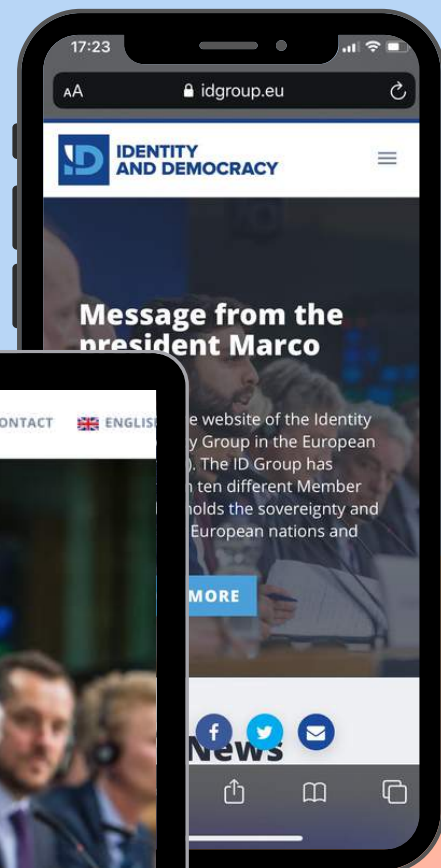 17:23
AA idgroup.eu
ID IDENTITY
AND DEMOCRACY
Message from the
president Marco
ONTACT ENGLIS
e website of the Identity
y Group in the European
). The ID Group has
ten different Member
holds the sovereignty and
European nations and
MORE
News